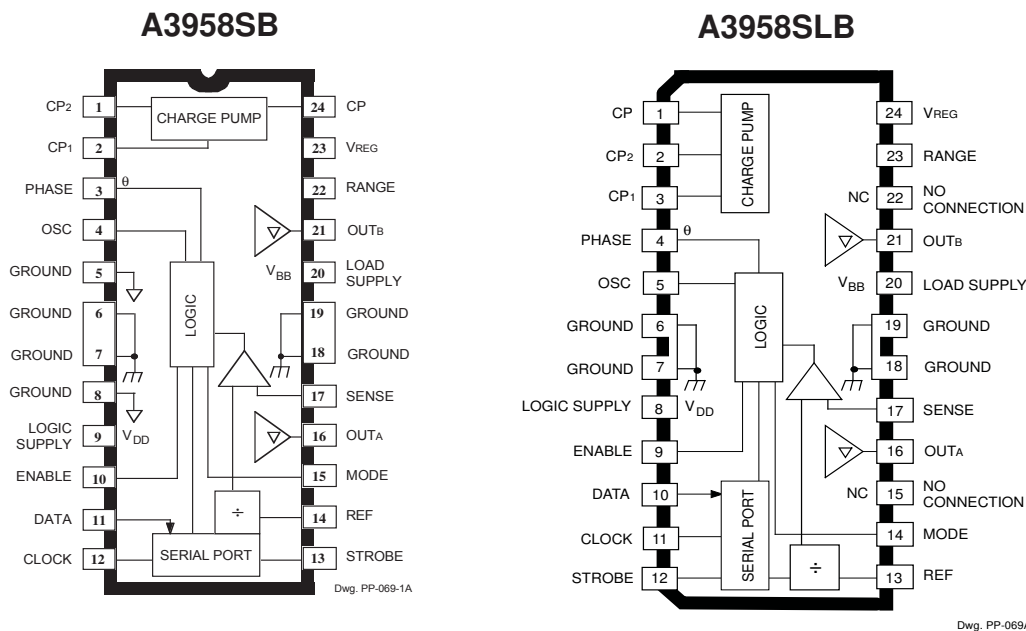 A3958SB
CP2 1
CP1 2
PHASE 3 θ
OSC 4
GROUND 5
GROUND 6
GROUND 7
GROUND 8
LOGIC
SUPPLY 9 VDD
ENABLE 10
DATA 11
CLOCK 12
CHARGE PUMP
LOGIC
÷
SERIAL PORT
24 CP
23 VREG
22 RANGE
21 OUTB
VBB 20 LOAD
SUPPLY
19 GROUND
18 GROUND
17 SENSE
16 OUTA
15 MODE
14 REF
13 STROBE
Dwg. PP-069-1A
A3958SLB
CP 1
CP2 2
CP1 3
PHASE 4 θ
OSC 5
GROUND 6
GROUND 7
LOGIC SUPPLY 8 VDD
ENABLE 9
DATA 10
CLOCK 11
STROBE 12
CHARGE PUMP
LOGIC
SERIAL PORT
÷
24 VREG
23 RANGE
NC 22 NO
CONNECTION
21 OUTB
VBB 20 LOAD SUPPLY
19 GROUND
18 GROUND
17 SENSE
16 OUTA
NC 15 NO
CONNECTION
14 MODE
13 REF